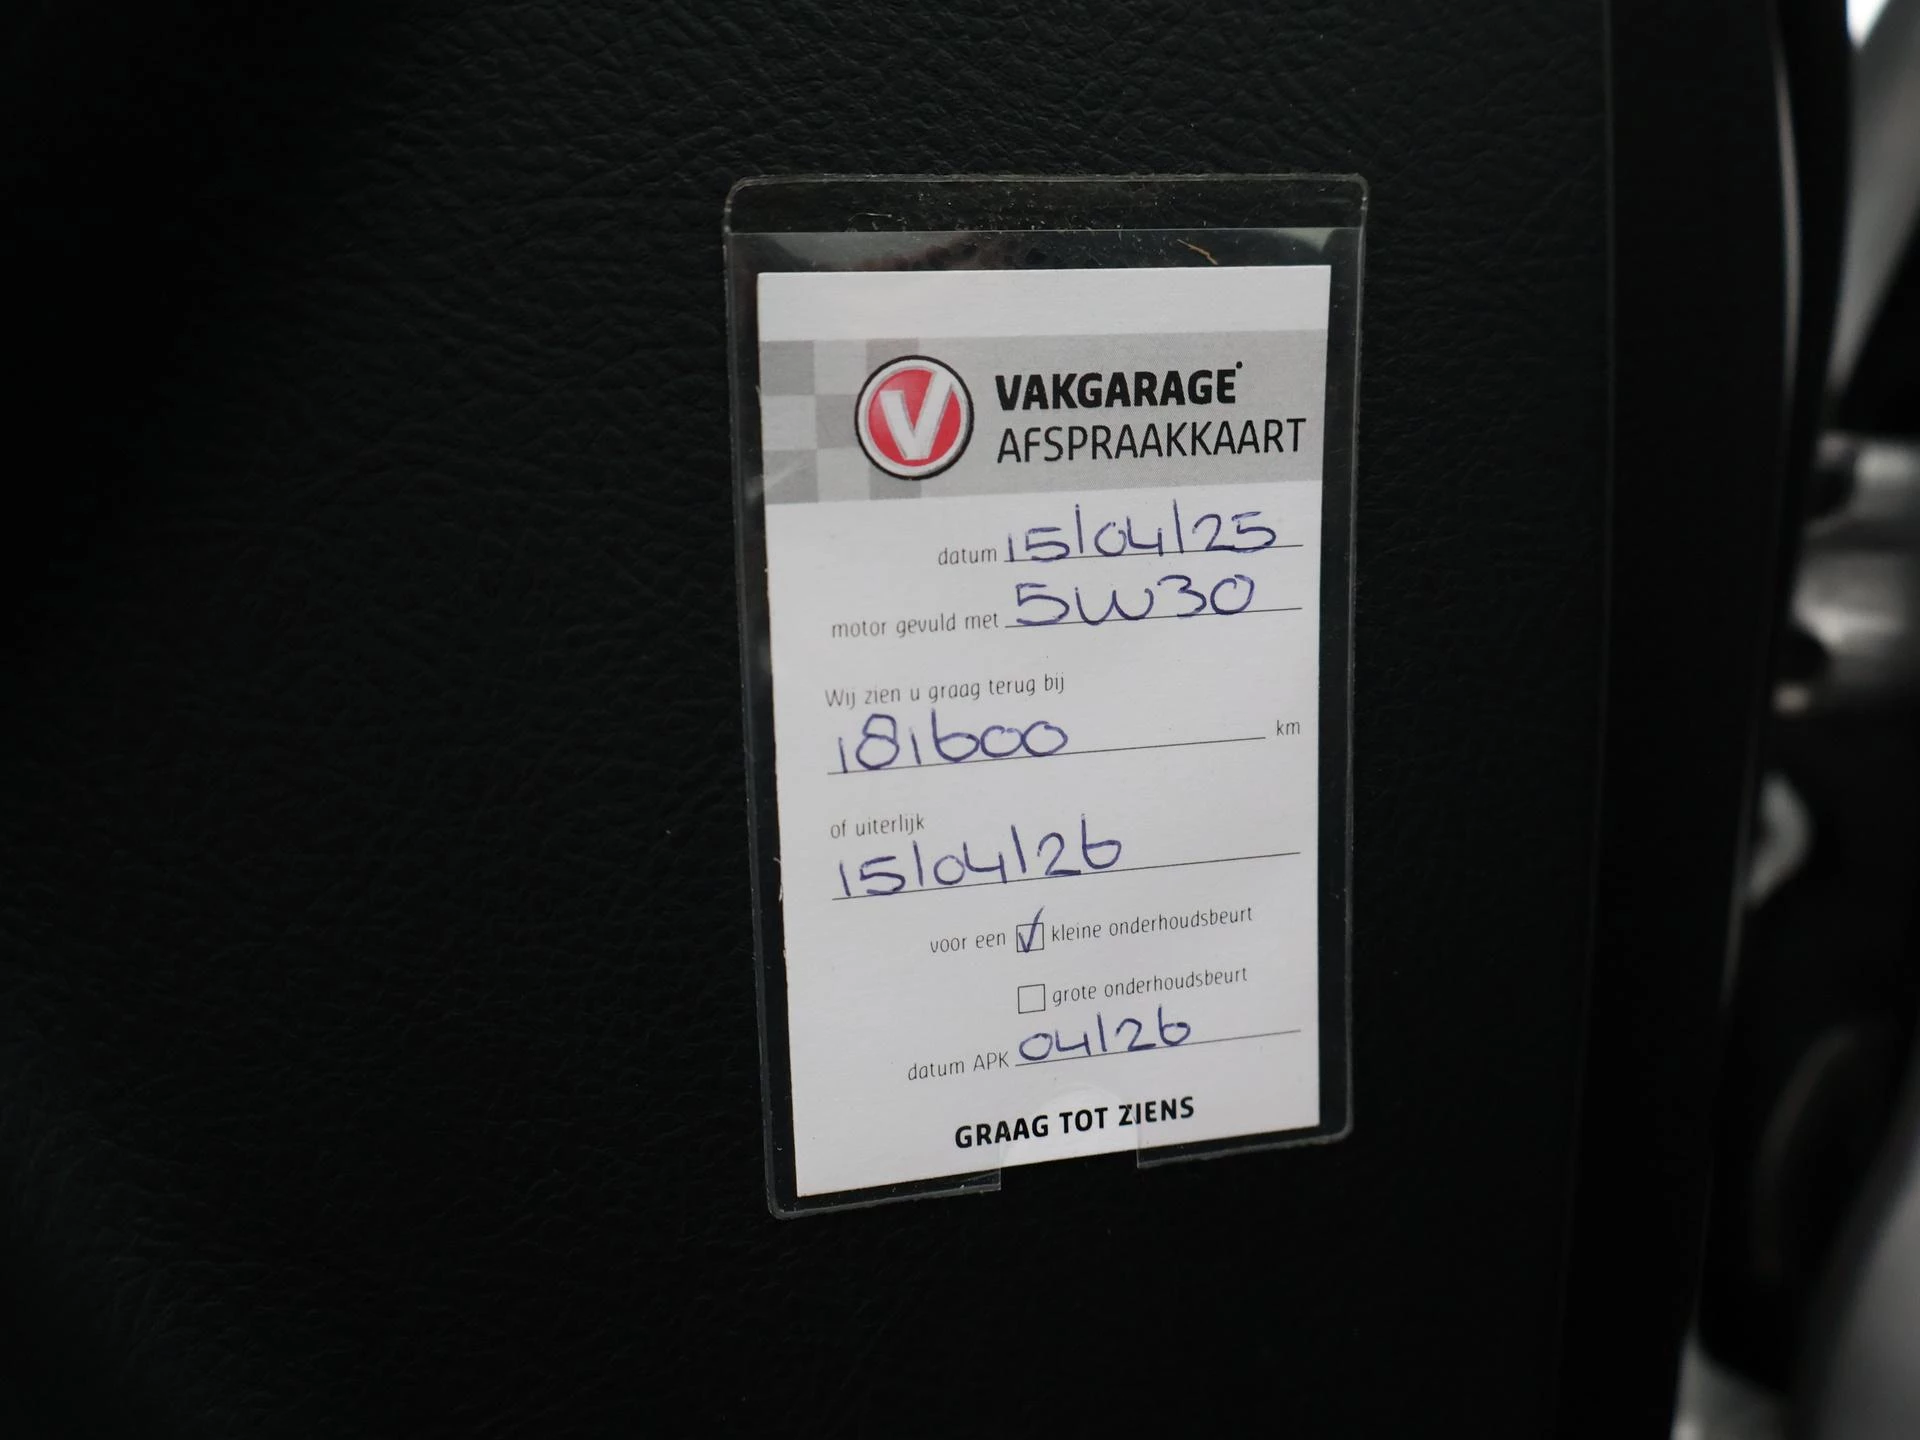 VAKGARAGE
AFSPRAAKKAART
datum 15/04/25
motor gevuld met 5W30
Wij zien u graag terug bij
181600 km
of uiterlijk
15/04/26
voor een kleine onderhoudsbeurt
grote onderhoudsbeurt
datum APK 04/26
GRAAG TOT ZIENS